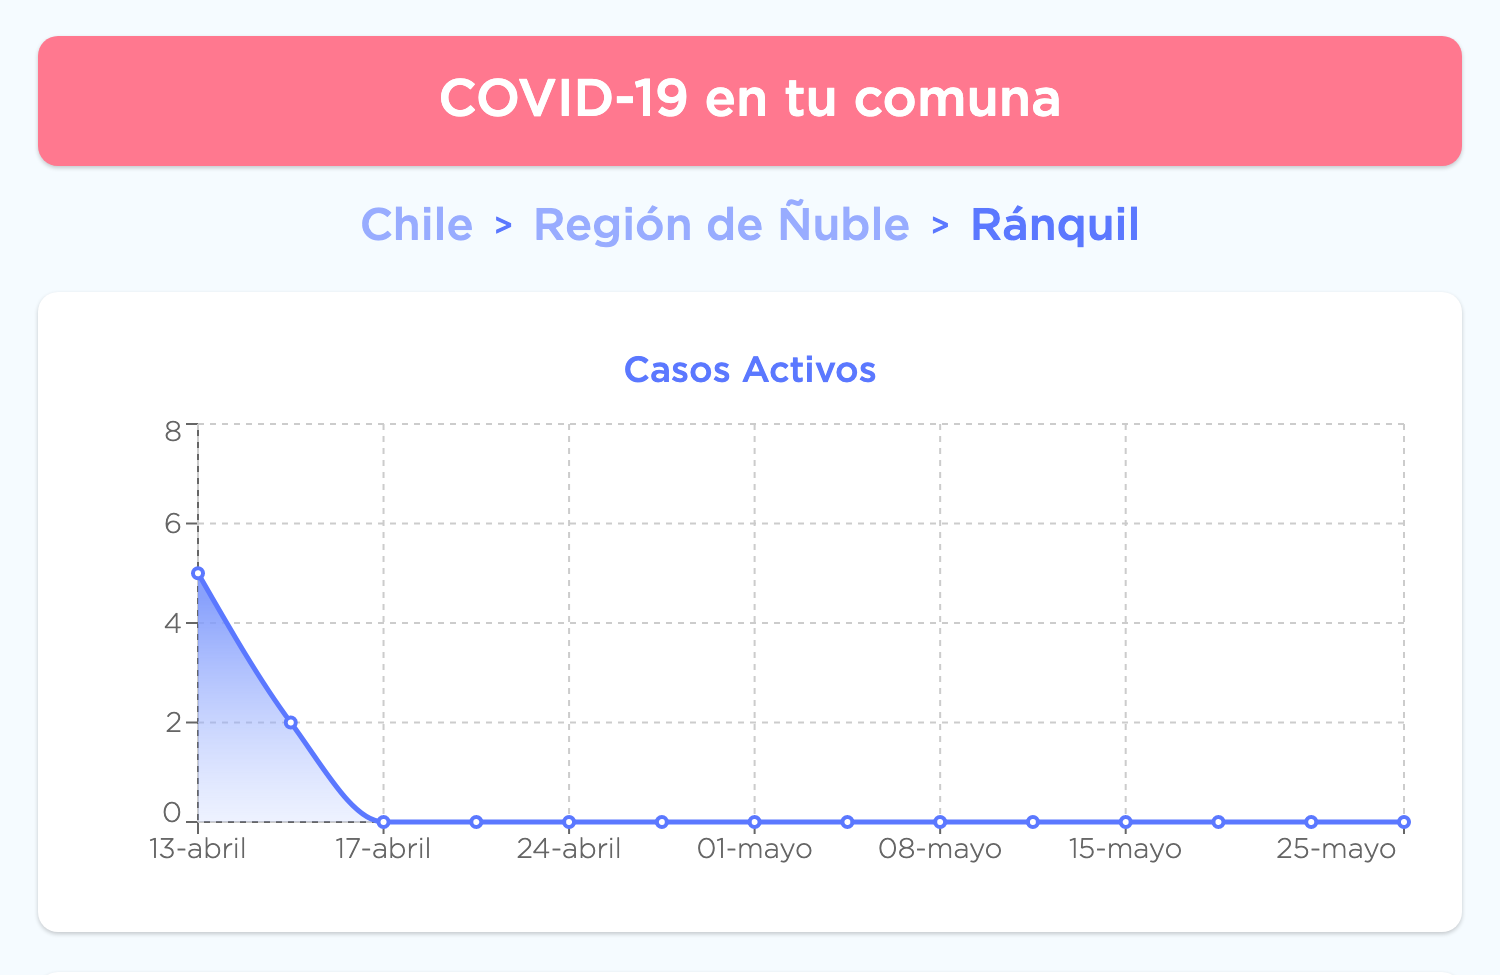 COVID-19 en tu comuna
Chile > Región de Ñuble > Ránquil
Casos Activos
8
6
4
2
0
13-abril 17-abril 24-abril 01-mayo 08-mayo 15-mayo 25-mayo